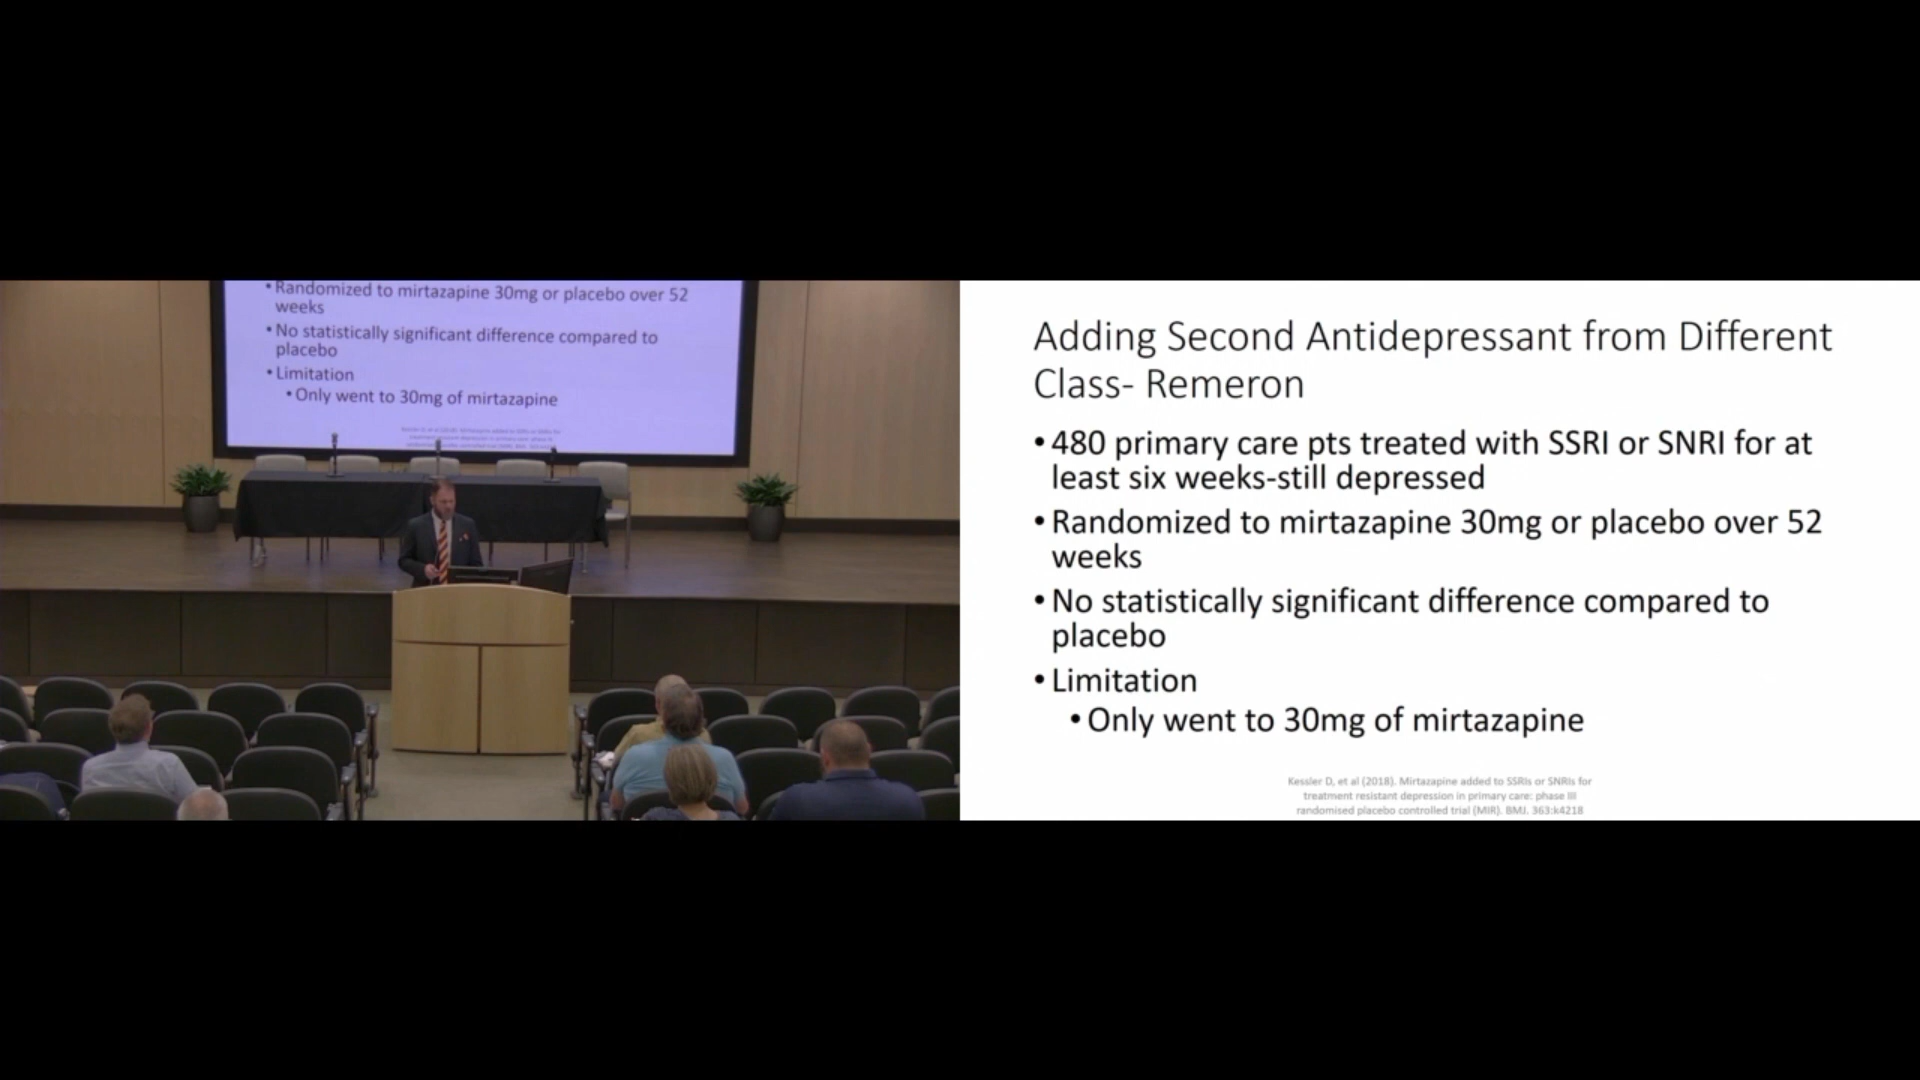 • Randomized to mirtazapine 30mg or placebo over 52
weeks
• No statistically significant difference compared to
placebo
• Limitation
• Only went to 30mg of mirtazapine
Adding Second Antidepressant from Different
Class- Remeron
• 480 primary care pts treated with SSRI or SNRI for at
least six weeks-still depressed
• Randomized to mirtazapine 30mg or placebo over 52
weeks
• No statistically significant difference compared to
placebo
• Limitation
• Only went to 30mg of mirtazapine
Kessler D, et al (2018). Mirtazapine added to SSRIs or SNRIs for
treatment resistant depression in primary care: phase III
randomised placebo controlled trial (MIR). BMJ. 363:k4218